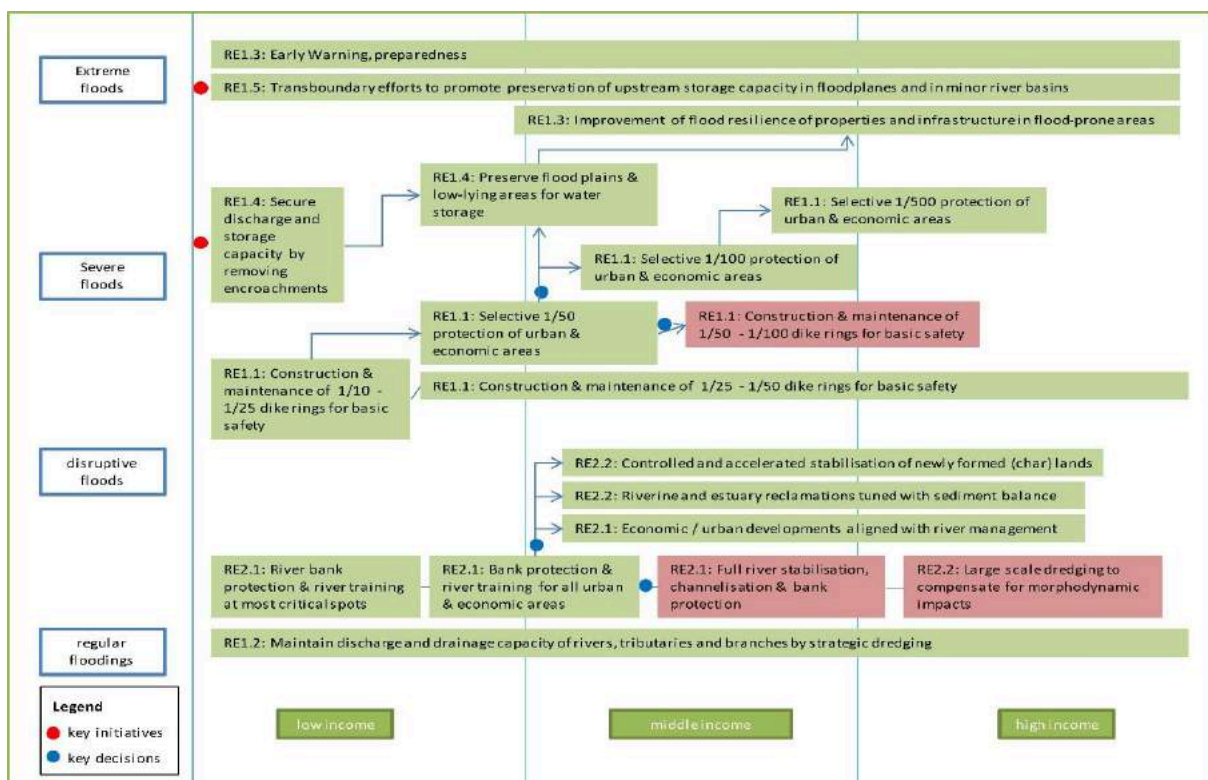 Extreme
floods
RE1.3: Early Warning, preparedness
RE1.5: Transboundary efforts to promote preservation of upstream storage capacity in floodplanes and in minor river basins
RE1.3: Improvement of flood resilience of properties and infrastructure in flood-prone areas
RE1.4: Preserve flood plains &
low-lying areas for water
storage
RE1.4: Secure
discharge and
storage
capacity by
removing
encroachments
RE1.1: Selective 1/500 protection of
urban & economic areas
Severe
floods
RE1.1: Selective 1/100 protection of
urban & economic areas
RE1.1: Selective 1/50
protection of urban &
economic areas
RE1.1: Construction & maintenance of
1/50 - 1/100 dike rings for basic safety
RE1.1: Construction &
maintenance of 1/10 -
1/25 dike rings for basic
safety
RE1.1: Construction & maintenance of 1/25 - 1/50 dike rings for basic safety
disruptive
floods
RE2.2: Controlled and accelerated stabilisation of newly formed (char) lands
RE2.2: Riverine and estuary reclamations tuned with sediment balance
RE2.1: Economic / urban developments aligned with river management
RE2.1: River bank
protection & river training
at most critical spots
RE2.1: Bank protection &
river training for all urban
& economic areas
RE2.1: Full river stabilisation,
channelisation & bank
protection
RE2.2: Large scale dredging to
compensate for morphodynamic
impacts
regular
floodings
RE1.2: Maintain discharge and drainage capacity of rivers, tributaries and branches by strategic dredging
Legend
key initiatives
key decisions
low income
middle income
high income